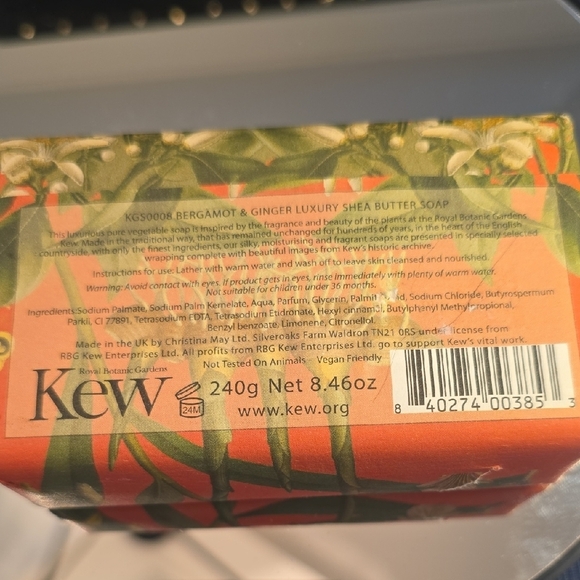 KGS0008 BERGAMOT & GINGER LUXURY SHEA BUTTER SOAP
This luxurious pure vegetable soap is inspired by the fragrance and beauty of the plants at the Royal Botanic Gardens
Kew. Made in the traditional way, that has remained unchanged for hundreds of years, in the heart of the English
countryside, with only the finest ingredients, our silky, moisturising and fragrant soaps are presented in specially selected
wrapping complete with beautiful images from Kew's historic archive.
Instructions for use: Lather with warm water and wash off to leave skin cleansed and nourished.
Warning: Avoid contact with eyes. If product gets in eyes, rinse immediately with plenty of warm water.
Not suitable for children under 36 months.
Ingredients: Sodium Palmate, Sodium Palm Kernelate, Aqua, Parfum, Glycerin, Palm Acid, Sodium Chloride, Butyrospermum
Parkii, CI 77891, Tetrasodium EDTA, Tetrasodium Etidronate, Hexyl cinnamal, Butylphenyl Methylpropional,
Benzyl benzoate, Limonene, Citronellol.
Made in the UK by Christina May Ltd. Silveroaks Farm Waldron TN21 0RS under license from
RBG Kew Enterprises Ltd. All profits from RBG Kew Enterprises Ltd. go to support Kew's vital work.
Not Tested On Animals Vegan Friendly
Royal Botanic Gardens
Kew
24M
240g Net 8.46oz
www.kew.org
8 40274 00385 3